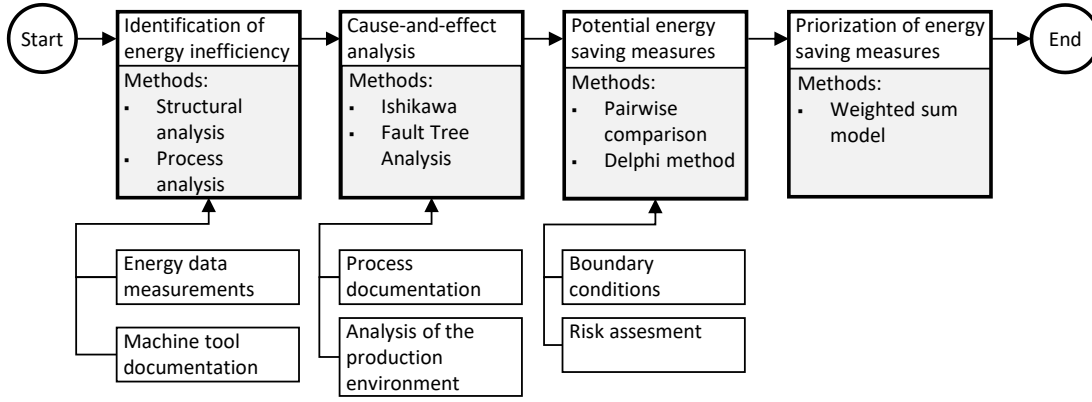 Start
Identification of
energy inefficiency
Methods:
▪ Structural
analysis
▪ Process
analysis
Cause-and-effect
analysis
Methods:
▪ Ishikawa
▪ Fault Tree
Analysis
Potential energy
saving measures
Methods:
▪ Pairwise
comparison
▪ Delphi method
Priorization of energy
saving measures
Methods:
▪ Weighted sum
model
End
Energy data
measurements
Machine tool
documentation
Process
documentation
Analysis of the
production
environment
Boundary
conditions
Risk assesment